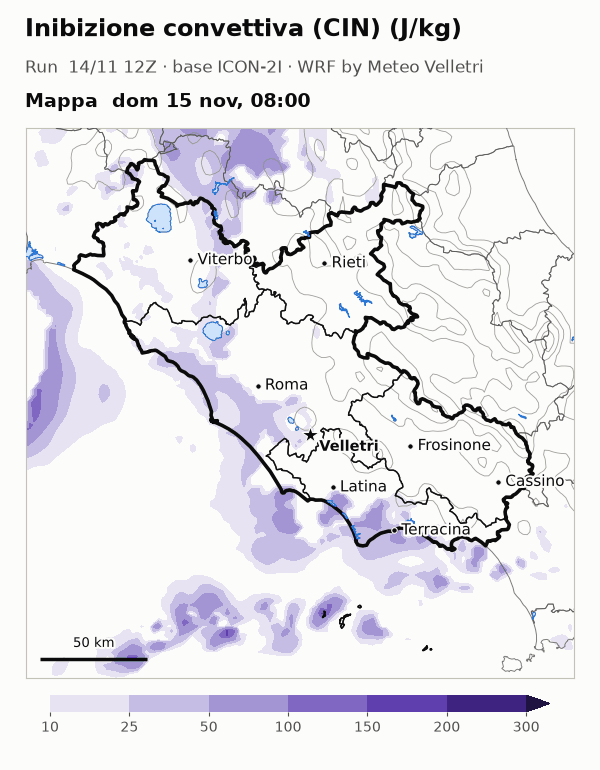 Inibizione convettiva (CIN) (J/kg)
Run 14/11 12Z · base ICON-2I · WRF by Meteo Velletri
Mappa dom 15 nov, 08:00
Viterbo
Rieti
Roma
Velletri
Frosinone
Latina
Cassino
Terracina
50 km
10 25 50 100 150 200 300